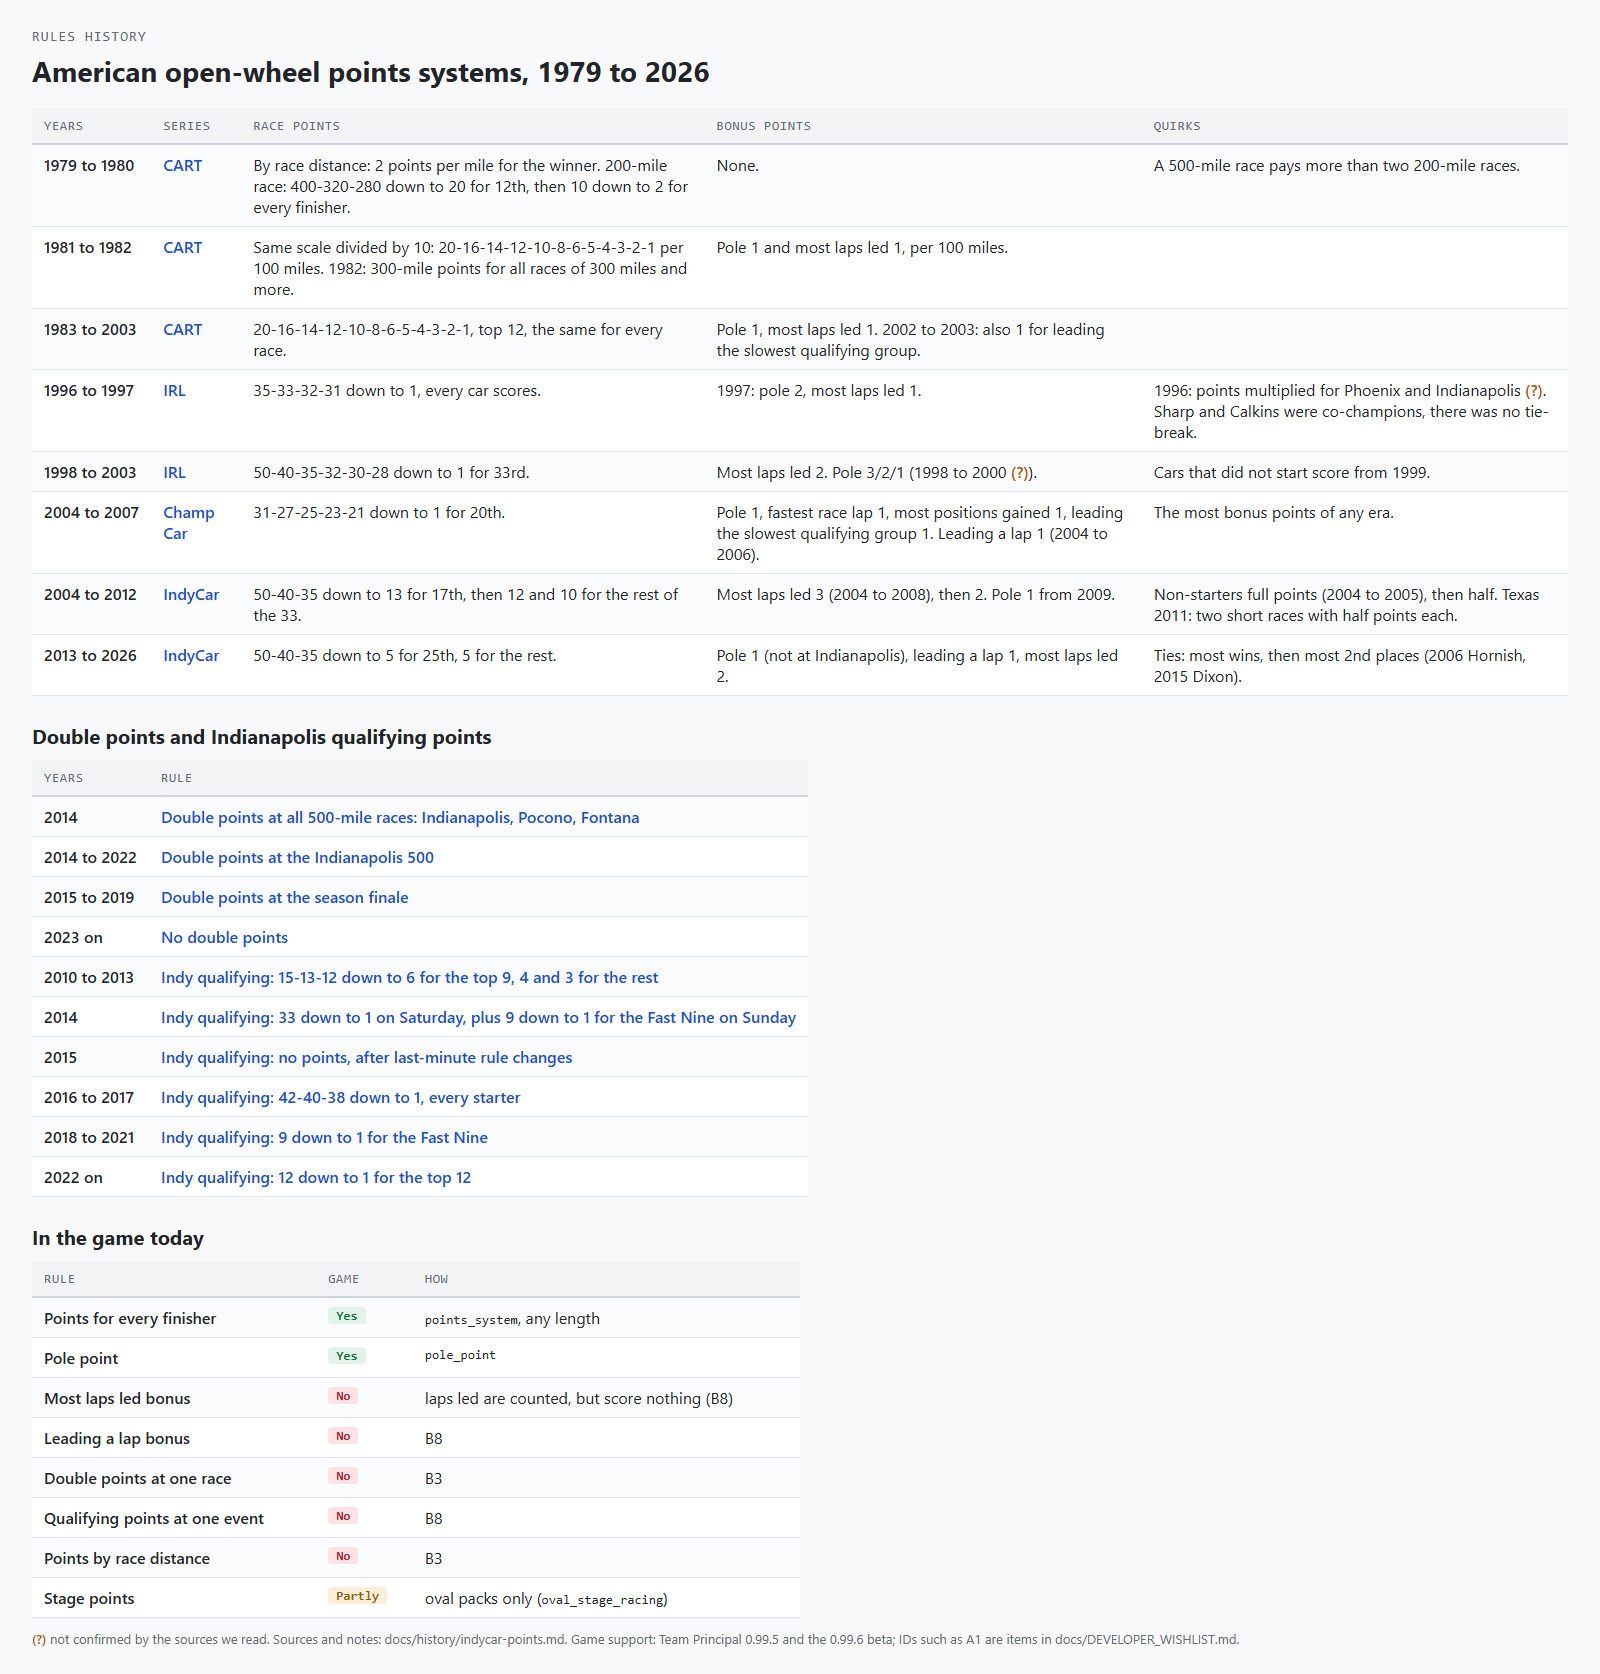 RULES HISTORY
American open-wheel points systems, 1979 to 2026
YEARS SERIES RACE POINTS BONUS POINTS QUIRKS
1979 to 1980 CART By race distance: 2 points per mile for the winner. 200-mile None. A 500-mile race pays more than two 200-mile races.
race: 400-320-280 down to 20 for 12th, then 10 down to 2 for
every finisher.
1981 to 1982 CART Same scale divided by 10: 20-16-14-12-10-8-6-5-4-3-2-1 per Pole 1 and most laps led 1, per 100 miles.
100 miles. 1982: 300-mile points for all races of 300 miles and
more.
1983 to 2003 CART 20-16-14-12-10-8-6-5-4-3-2-1, top 12, the same for every Pole 1, most laps led 1. 2002 to 2003: also 1 for leading
race. the slowest qualifying group.
1996 to 1997 IRL 35-33-32-31 down to 1, every car scores. 1997: pole 2, most laps led 1. 1996: points multiplied for Phoenix and Indianapolis (?).
Sharp and Calkins were co-champions, there was no tie-
break.
1998 to 2003 IRL 50-40-35-32-30-28 down to 1 for 33rd. Most laps led 2. Pole 3/2/1 (1998 to 2000 (?)). Cars that did not start score from 1999.
2004 to 2007 Champ 31-27-25-23-21 down to 1 for 20th. Pole 1, fastest race lap 1, most positions gained 1, leading The most bonus points of any era.
Car the slowest qualifying group 1. Leading a lap 1 (2004 to
2006).
2004 to 2012 IndyCar 50-40-35 down to 13 for 17th, then 12 and 10 for the rest of Most laps led 3 (2004 to 2008), then 2. Pole 1 from 2009. Non-starters full points (2004 to 2005), then half. Texas
the 33. 2011: two short races with half points each.
2013 to 2026 IndyCar 50-40-35 down to 5 for 25th, 5 for the rest. Pole 1 (not at Indianapolis), leading a lap 1, most laps led Ties: most wins, then most 2nd places (2006 Hornish,
2. 2015 Dixon).
Double points and Indianapolis qualifying points
YEARS RULE
2014 Double points at all 500-mile races: Indianapolis, Pocono, Fontana
2014 to 2022 Double points at the Indianapolis 500
2015 to 2019 Double points at the season finale
2023 on No double points
2010 to 2013 Indy qualifying: 15-13-12 down to 6 for the top 9, 4 and 3 for the rest
2014 Indy qualifying: 33 down to 1 on Saturday, plus 9 down to 1 for the Fast Nine on Sunday
2015 Indy qualifying: no points, after last-minute rule changes
2016 to 2017 Indy qualifying: 42-40-38 down to 1, every starter
2018 to 2021 Indy qualifying: 9 down to 1 for the Fast Nine
2022 on Indy qualifying: 12 down to 1 for the top 12
In the game today
RULE GAME HOW
Points for every finisher Yes points_system, any length
Pole point Yes pole_point
Most laps led bonus No laps led are counted, but score nothing (B8)
Leading a lap bonus No B8
Double points at one race No B3
Qualifying points at one event No B8
Points by race distance No B3
Stage points Partly oval packs only (oval_stage_racing)
(?) not confirmed by the sources we read. Sources and notes: docs/history/indycar-points.md. Game support: Team Principal 0.99.5 and the 0.99.6 beta; IDs such as A1 are items in docs/DEVELOPER_WISHLIST.md.